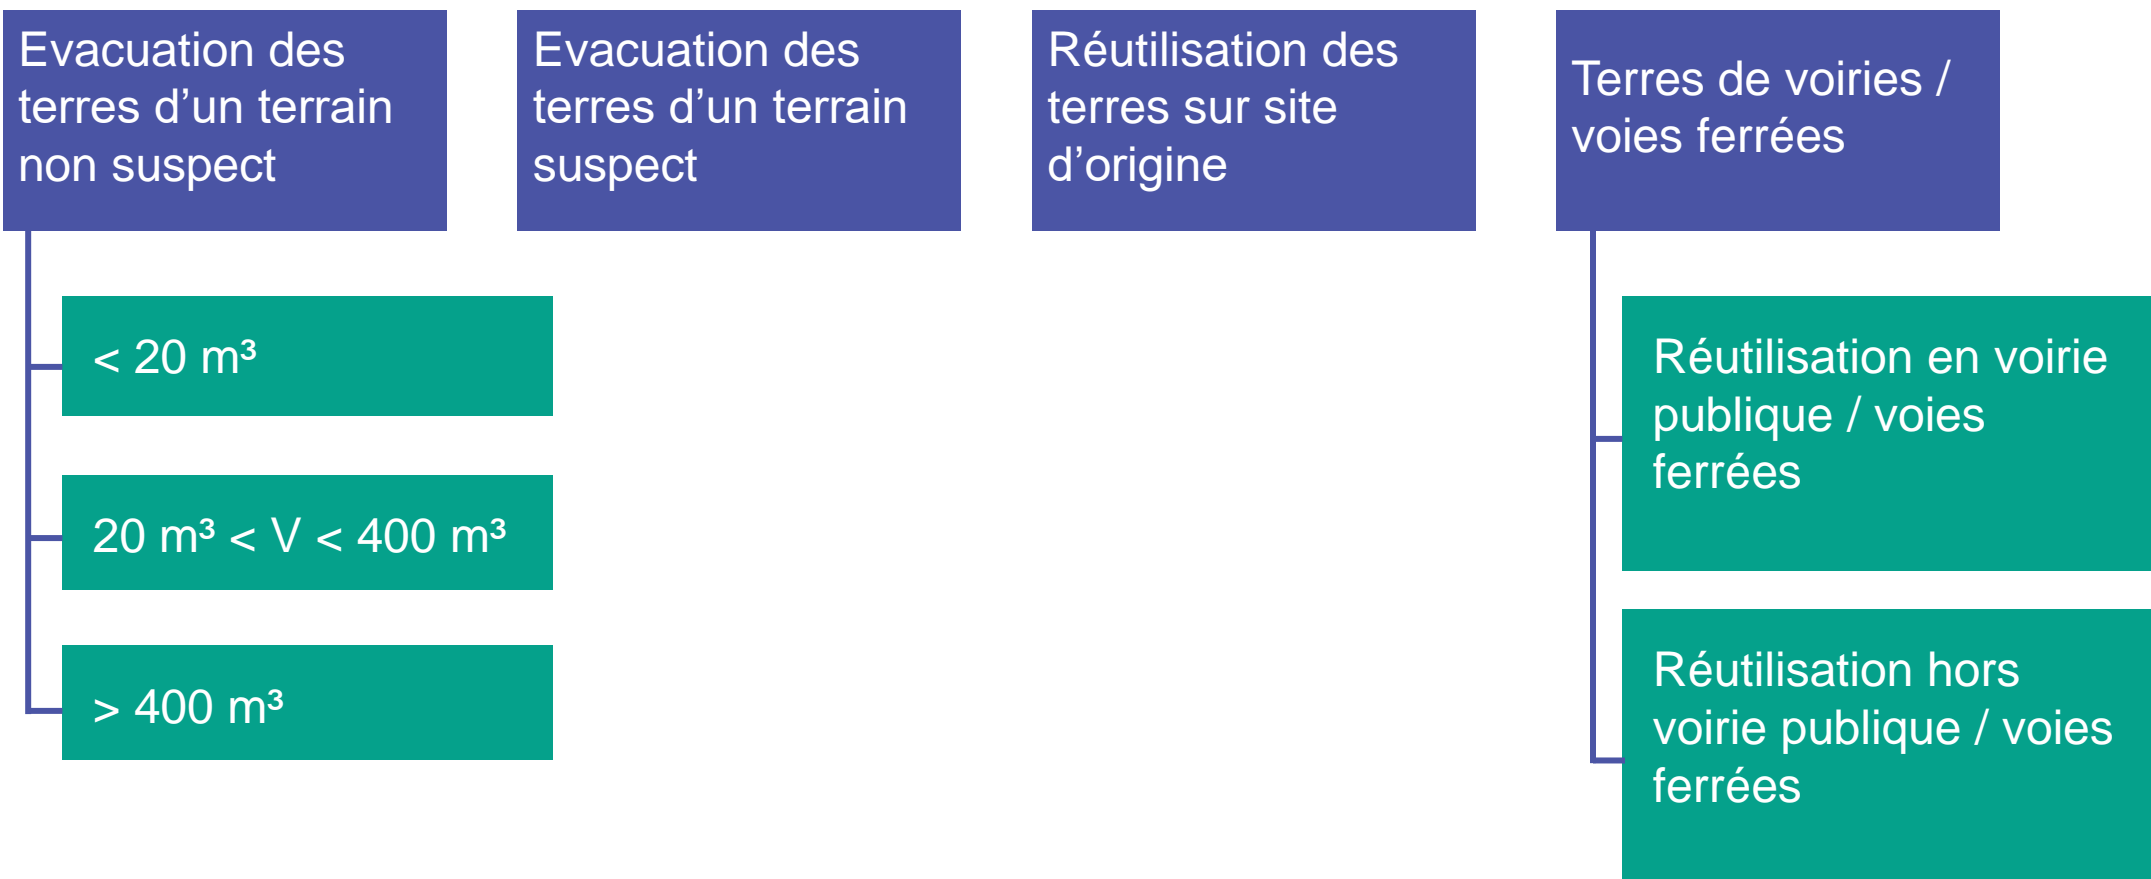 Evacuation des
terres d’un terrain
non suspect
Evacuation des
terres d’un terrain
suspect
Réutilisation des
terres sur site
d’origine
Terres de voiries /
voies ferrées
< 20 m³
20 m³ < V < 400 m³
> 400 m³
Réutilisation en voirie
publique / voies
ferrées
Réutilisation hors
voirie publique / voies
ferrées